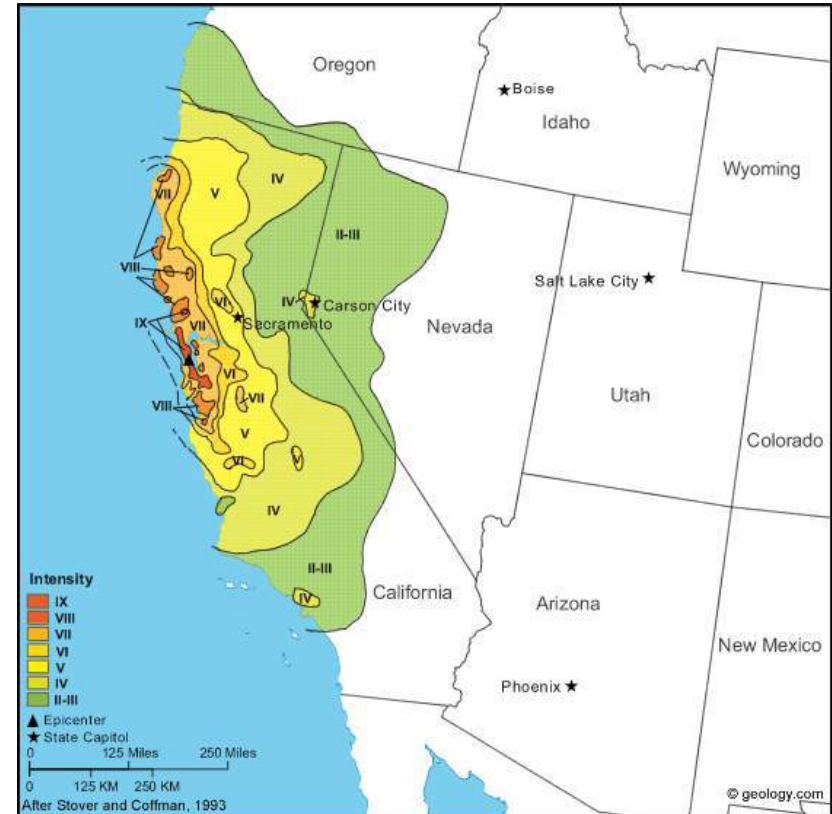 Oregon
Boise
Idaho
Wyoming
IV
V
VII
II-III
VIII
Salt Lake City
IV
Carson City
VI
Sacramento
IX
VII
Nevada
VI
Utah
VII
VIII
Colorado
V
VI
V
IV
II-III
California
IV
Arizona
New Mexico
Phoenix
Intensity
IX
VIII
VII
VI
V
IV
II-III
Epicenter
State Capitol
0 125 Miles 250 Miles
0 125 KM 250 KM
After Stover and Coffman, 1993
© geology.com